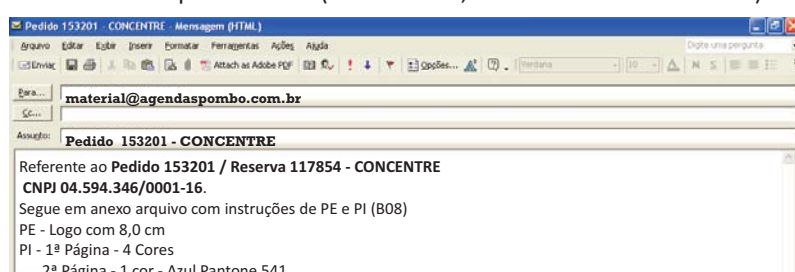 Pedido 153201 - CONCENTRE - Mensagem (HTML)
Arquivo Editar Exibir Inserir Formatar Ferramentas Ações Ajuda Digite uma pergunta
Enviar Attach as Adobe PDF Opções... Verdana 10 A N S
Para... material@agendaspombo.com.br
Cc...
Assunto: Pedido 153201 - CONCENTRE
Referente ao Pedido 153201 / Reserva 117854 - CONCENTRE
CNPJ 04.594.346/0001-16.
Segue em anexo arquivo com instruções de PE e PI (B08)
PE - Logo com 8,0 cm
PI - 1ª Página - 4 Cores
2ª Página - 1 cor - Azul Pantone 541